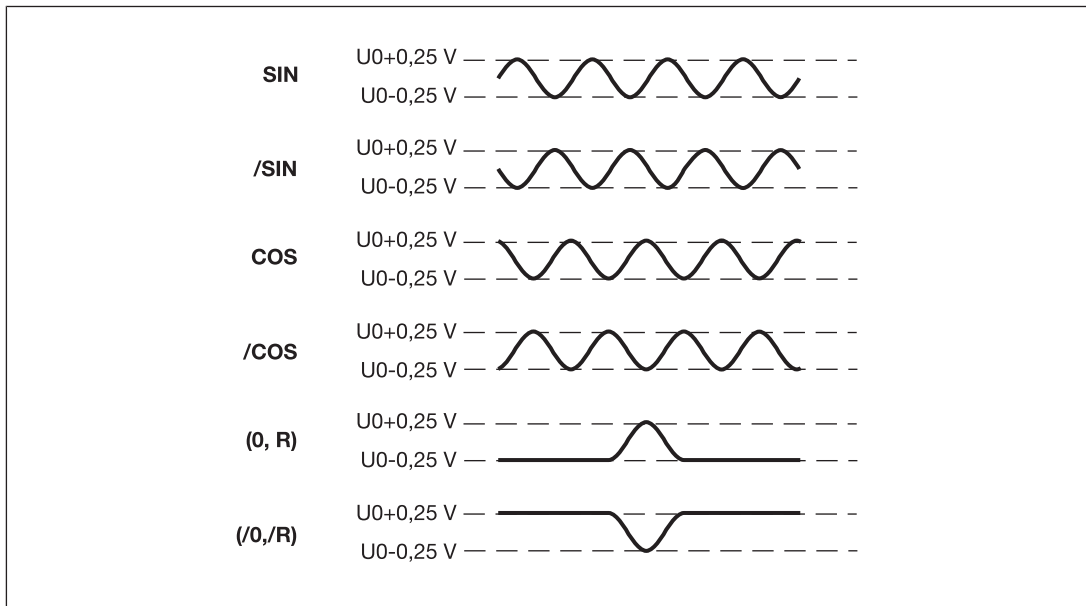 U0+0,25 V
SIN
U0-0,25 V
U0+0,25 V
/SIN
U0-0,25 V
U0+0,25 V
COS
U0-0,25 V
U0+0,25 V
/COS
U0-0,25 V
U0+0,25 V
(0, R)
U0-0,25 V
U0+0,25 V
(/0,/R)
U0-0,25 V